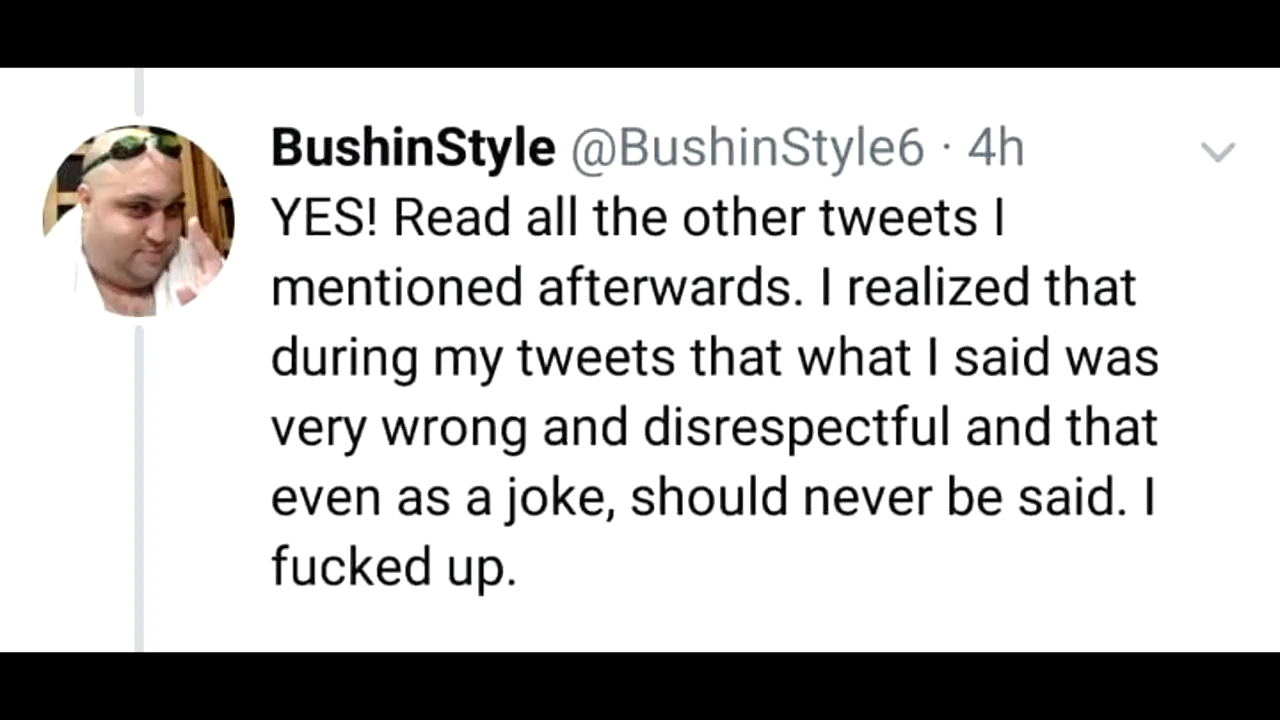 BushinStyle @BushinStyle6 · 4h
YES! Read all the other tweets I
mentioned afterwards. I realized that
during my tweets that what I said was
very wrong and disrespectful and that
even as a joke, should never be said. I
fucked up.